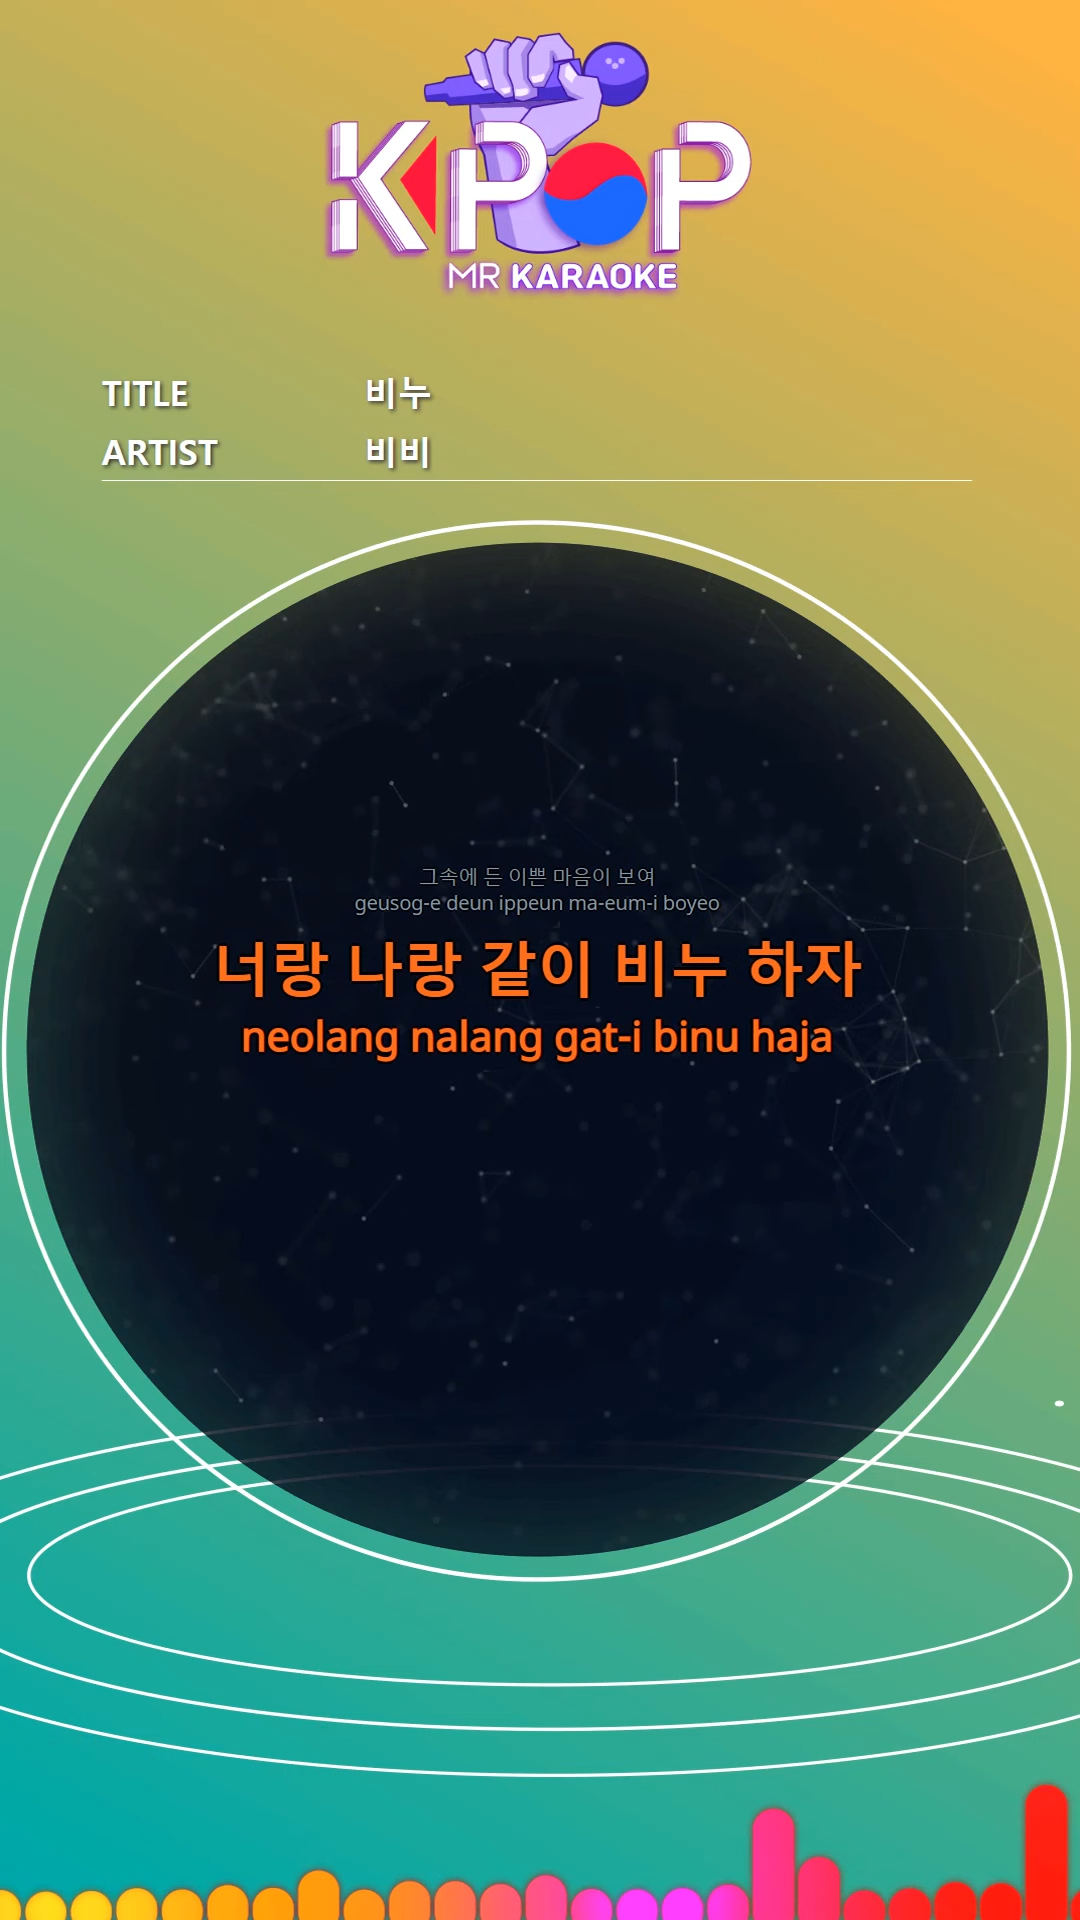 KPOP
MR KARAOKE
TITLE 비누
ARTIST 비비
그속에 든 이쁜 마음이 보여
geusog-e deun ippeun ma-eum-i boyeo
너랑 나랑 같이 비누 하자
neolang nalang gat-i binu haja